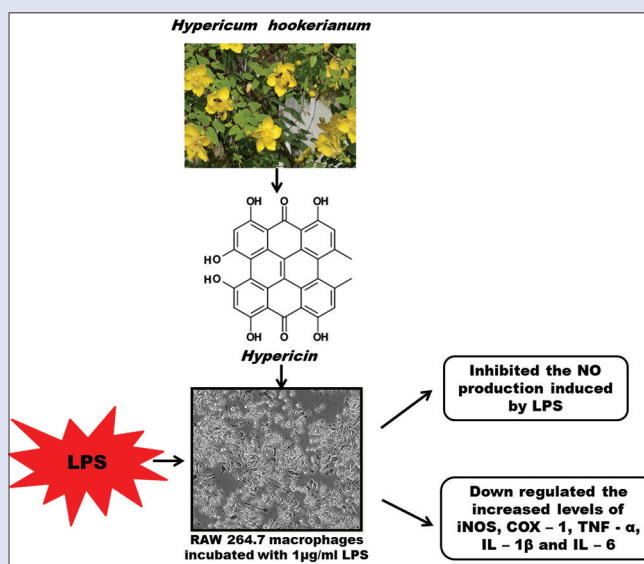 Hypericum hookerianum
OH O OH
HO
HO
OH O OH
Hypericin
LPS
RAW 264.7 macrophages
incubated with 1µg/ml LPS
Inhibited the NO
production induced
by LPS
Down regulated the
increased levels of
iNOS, COX – 1, TNF - α,
IL – 1β and IL – 6